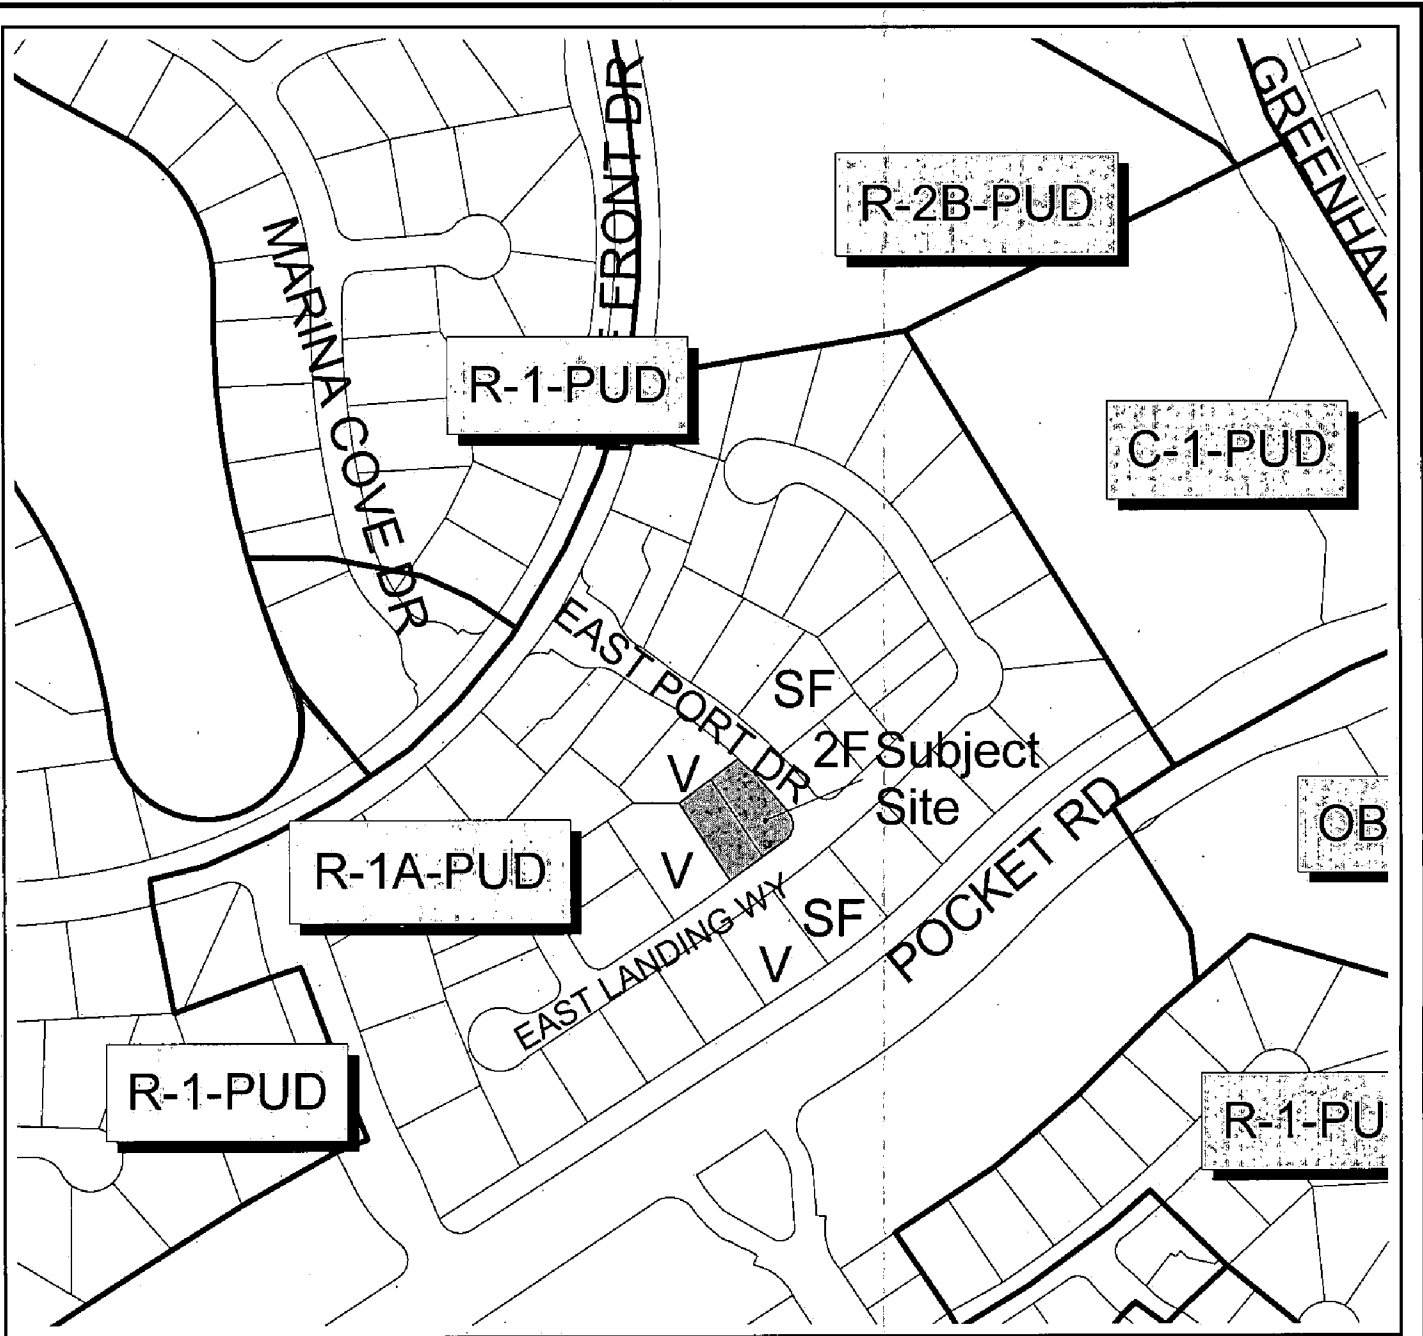 GREENHA
FRONT DR
R-2B-PUD
MARINA COVE DR
R-1-PUD
C-1-PUD
EAST PORT DR
SF
2F Subject
Site
V
OB
POCKET RD
R-1A-PUD
V
SF
EAST LANDING WY
V
R-1-PUD
R-1-PU